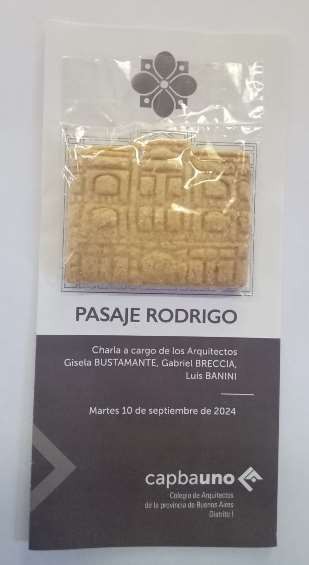 PASAJE RODRIGO
Charla a cargo de los Arquitectos
Gisela BUSTAMANTE, Gabriel BRECCIA,
Luis BANINI
Martes 10 de septiembre de 2024
capbauno
Colegio de Arquitectos
de la provincia de Buenos Aires
Distrito I